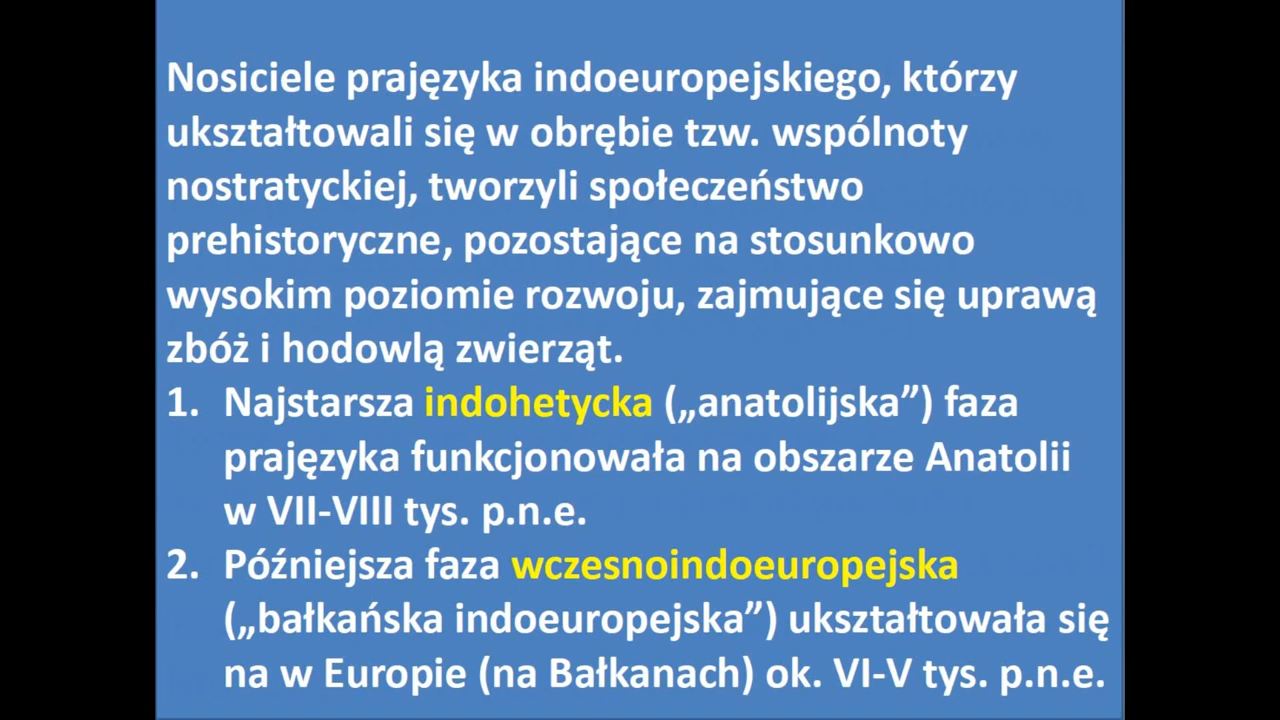 Nosiciele prajęzyka indoeuropejskiego, którzy
ukształtowali się w obrębie tzw. wspólnoty
nostratyckiej, tworzyli społeczeństwo
prehistoryczne, pozostające na stosunkowo
wysokim poziomie rozwoju, zajmujące się uprawą
zbóż i hodowlą zwierząt.
1. Najstarsza indohetycka („anatolijska”) faza
prajęzyka funkcjonowała na obszarze Anatolii
w VII-VIII tys. p.n.e.
2. Późniejsza faza wczesnoindoeuropejska
(„bałkańska indoeuropejska”) ukształtowała się
na w Europie (na Bałkanach) ok. VI-V tys. p.n.e.